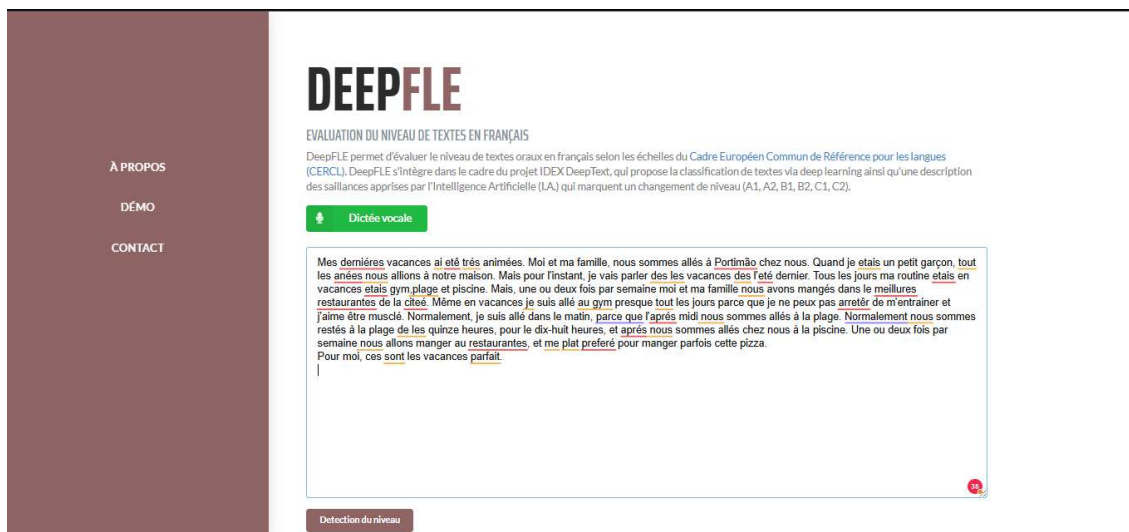 À PROPOS
DÉMO
CONTACT
DEEPFLE
EVALUATION DU NIVEAU DE TEXTES EN FRANÇAIS
DeepFLE permet d'évaluer le niveau de textes oraux en français selon les échelles du Cadre Européen Commun de Référence pour les langues
(CERCL). DeepFLE s'intègre dans le cadre du projet IDEX DeepText, qui propose la classification de textes via deep learning ainsi qu'une description
des saillances apprises par l'Intelligence Artificielle (I.A.) qui marquent un changement de niveau (A1, A2, B1, B2, C1, C2).
Dictée vocale
Mes derniéres vacances ai etê trés animées. Moi et ma famille, nous sommes allés à Portimão chez nous. Quand je etais un petit garçon, tout
les anées nous allions à notre maison. Mais pour l'instant, je vais parler des les vacances des l'eté dernier. Tous les jours ma routine etais en
vacances etais gym,plage et piscine. Mais, une ou deux fois par semaine moi et ma famille nous avons mangés dans le meillures
restaurantes de la citeé. Même en vacances je suis allé au gym presque tout les jours parce que je ne peux pas arretêr de m'entrainer et
j'aime être musclé. Normalement, je suis allé dans le matin, parce que l'aprés midi nous sommes allés à la plage. Normalement nous sommes
restés à la plage de les quinze heures, pour le dix-huit heures, et aprés nous sommes allés chez nous à la piscine. Une ou deux fois par
semaine nous allons manger au restaurantes, et me plat preferé pour manger parfois cette pizza.
Pour moi, ces sont les vacances parfait.
38
Detection du niveau